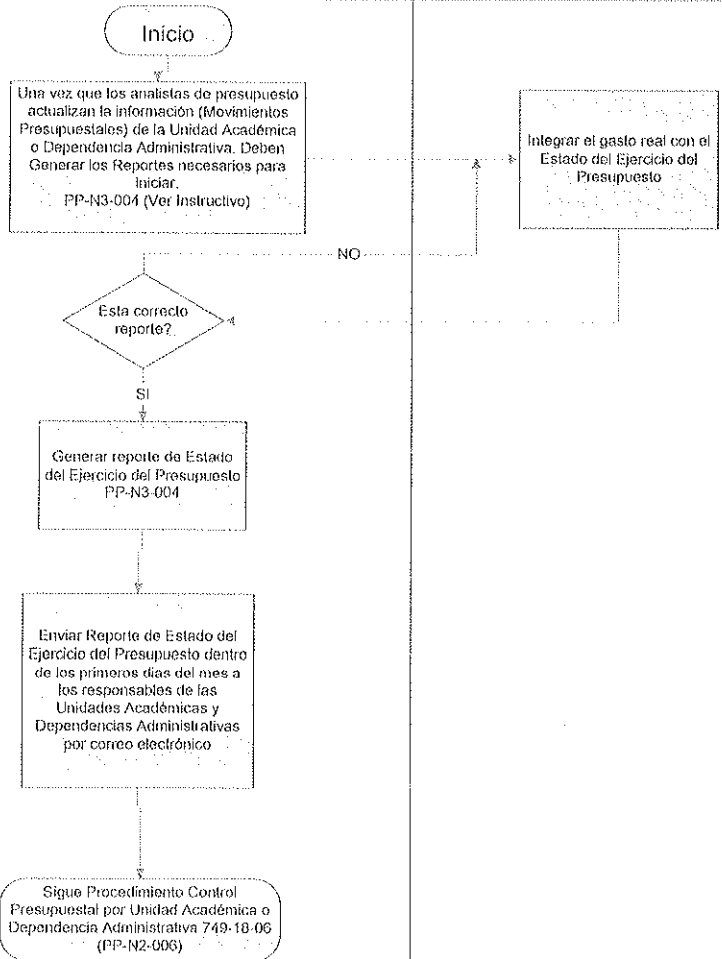 Início
Una vez que los analistas de presupuesto
actualizan la información (Movimientos
Presupuestales) de la Unidad Académica
o Dependencia Administrativa. Deben
Generar los Reportes necesarios para
Iniciar.
PP-N3-004 (Ver Instructivo)
Integrar el gasto real con el
Estado del Ejercicio del
Presupuesto
NO
Esta correcto
reporte?
SI
Generar reporte de Estado
del Ejercicio del Presupuesto
PP-N3-004
Enviar Reporte de Estado del
Ejercicio del Presupuesto dentro
de los primeros dias del mes a
los responsables de las
Unidades Académicas y
Dependencias Administrativas
por correo electrónico
Sigue Procedimiento Control
Presupuestal por Unidad Académica o
Dependencia Administrativa 749-18-06
(PP-N2-006)